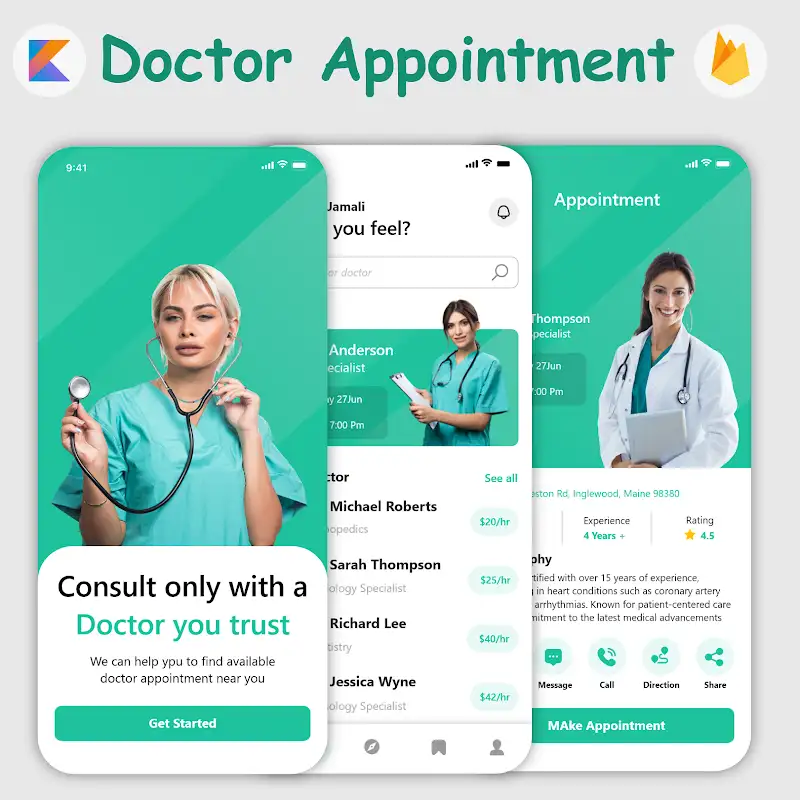 Doctor Appointment
9:41
Consult only with a
Doctor you trust
We can help ypu to find available
doctor appointment near you
Get Started
Jamali
you feel?
or doctor
Anderson
ecialist
27Jun
7:00 Pm
ctor
See all
Michael Roberts
opedics
$20/hr
Sarah Thompson
ology Specialist
$25/hr
Richard Lee
tistry
$40/hr
Jessica Wyne
ology Specialist
$42/hr
Appointment
Thompson
pecialist
27Jun
7:00 Pm
eston Rd, Inglewood, Maine 98380
Experience
4 Years +
Rating
4.5
phy
rtified with over 15 years of experience,
in heart conditions such as coronary artery
arrhythmias. Known for patient-centered care
mitment to the latest medical advancements
Message Call Direction Share
MAke Appointment